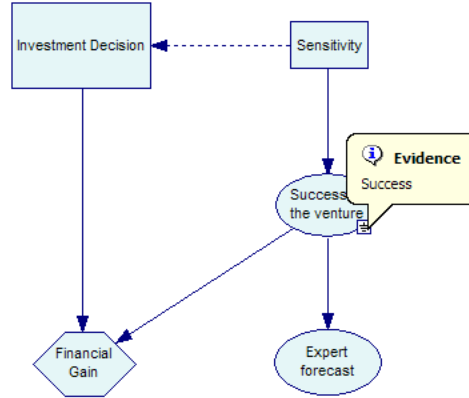 Investment Decision
Sensitivity
Evidence
Success
Success
the venture
Financial
Gain
Expert
forecast